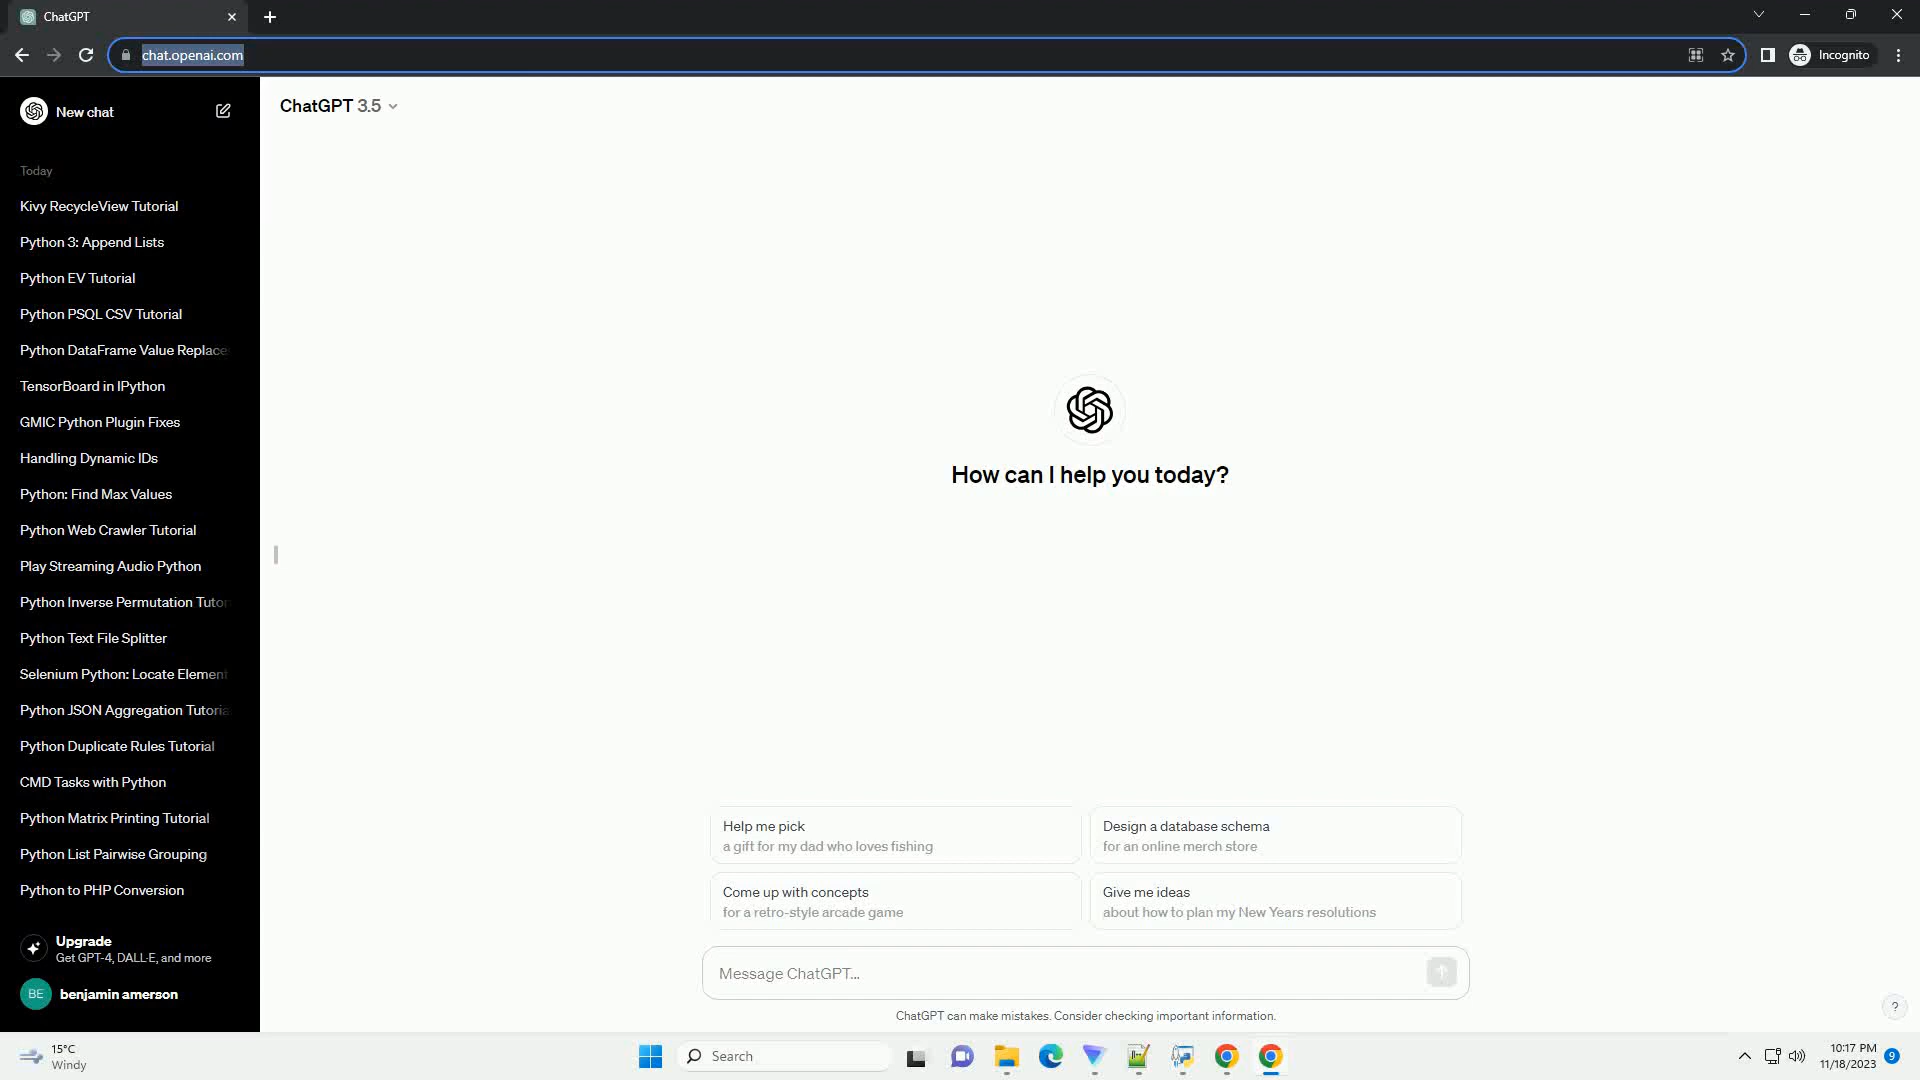 ChatGPT
chat.openai.com
Incognito
New chat
ChatGPT 3.5
Today
Kivy RecycleView Tutorial
Python 3: Append Lists
Python EV Tutorial
Python PSQL CSV Tutorial
Python DataFrame Value Replace
TensorBoard in IPython
GMIC Python Plugin Fixes
Handling Dynamic IDs
Python: Find Max Values
Python Web Crawler Tutorial
Play Streaming Audio Python
Python Inverse Permutation Tutor
Python Text File Splitter
Selenium Python: Locate Element
Python JSON Aggregation Tutoria
Python Duplicate Rules Tutorial
CMD Tasks with Python
Python Matrix Printing Tutorial
Python List Pairwise Grouping
Python to PHP Conversion
Upgrade
Get GPT-4, DALL·E, and more
BE benjamin amerson
How can I help you today?
Help me pick
a gift for my dad who loves fishing
Design a database schema
for an online merch store
Come up with concepts
for a retro-style arcade game
Give me ideas
about how to plan my New Years resolutions
Message ChatGPT...
ChatGPT can make mistakes. Consider checking important information.
?
15°C
Windy
Search
10:17 PM
11/18/2023
9